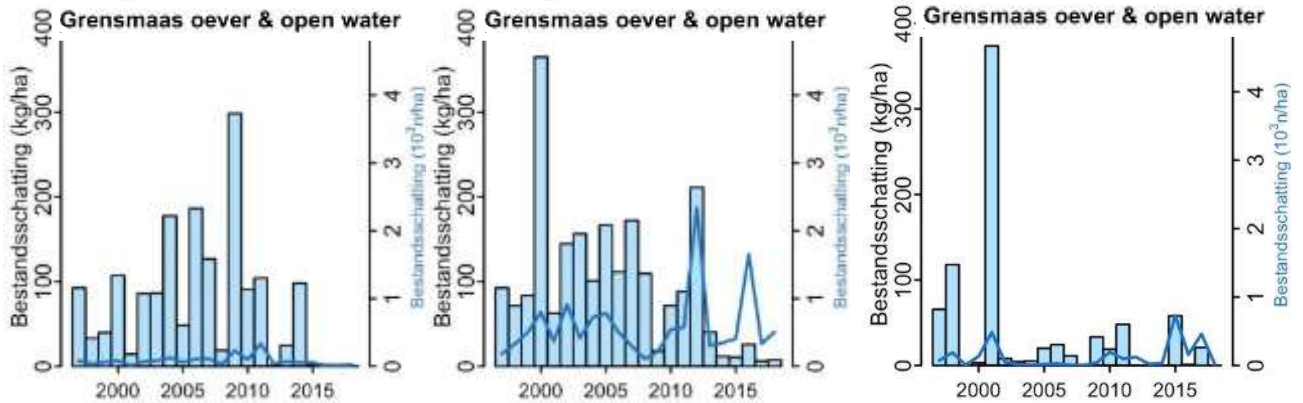 Grensmaas oever & open water
Bestandsschatting (kg/ha)
0 100 200 300 400
2000 2005 2010 2015
0 1 2 3 4
Bestandsschatting (10³n/ha)
Grensmaas oever & open water
Bestandsschatting (kg/ha)
0 100 200 300 400
2000 2005 2010 2015
0 1 2 3 4
Bestandsschatting (10³n/ha)
Grensmaas oever & open water
Bestandsschatting (kg/ha)
0 100 200 300 400
2000 2005 2010 2015
0 1 2 3 4
Bestandsschatting (10³n/ha)